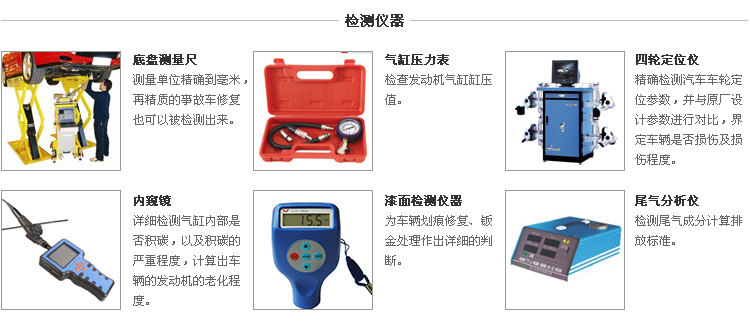 检测仪器
底盘测量尺
测量单位精确到毫米，
再精质的事故车修复
也可以被检测出来。
气缸压力表
检查发动机气缸缸压
值。
四轮定位仪
精确检测汽车车轮定
位参数，并与原厂设
计参数进行对比，界
定车辆是否损伤及损
伤程度。
内窥镜
详细检测气缸内部是
否积碳，以及积碳的
严重程度，计算出车
辆的发动机的老化程
度。
漆面检测仪器
为车辆划痕修复、钣
金处理作出详细的判
断。
155
尾气分析仪
检测尾气成分计算排
放标准。